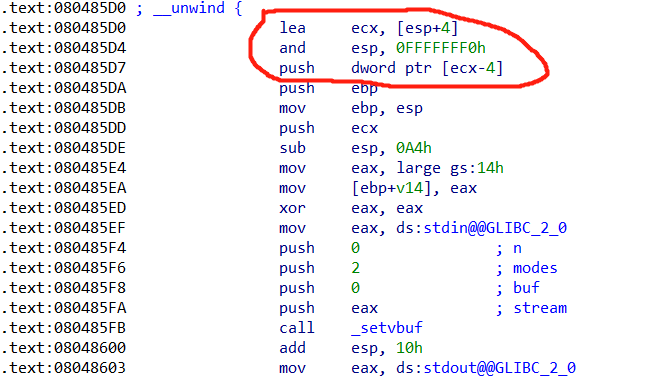 .text:080485D0 ; __unwind {
.text:080485D0 lea ecx, [esp+4]
.text:080485D4 and esp, 0FFFFFFF0h
.text:080485D7 push dword ptr [ecx-4]
.text:080485DA push ebp
.text:080485DB mov ebp, esp
.text:080485DD push ecx
.text:080485DE sub esp, 0A4h
.text:080485E4 mov eax, large gs:14h
.text:080485EA mov [ebp+v14], eax
.text:080485ED xor eax, eax
.text:080485EF mov eax, ds:stdin@@GLIBC_2_0
.text:080485F4 push 0 ; n
.text:080485F6 push 2 ; modes
.text:080485F8 push 0 ; buf
.text:080485FA push eax ; stream
.text:080485FB call _setvbuf
.text:08048600 add esp, 10h
.text:08048603 mov eax, ds:stdout@@GLIBC_2_0